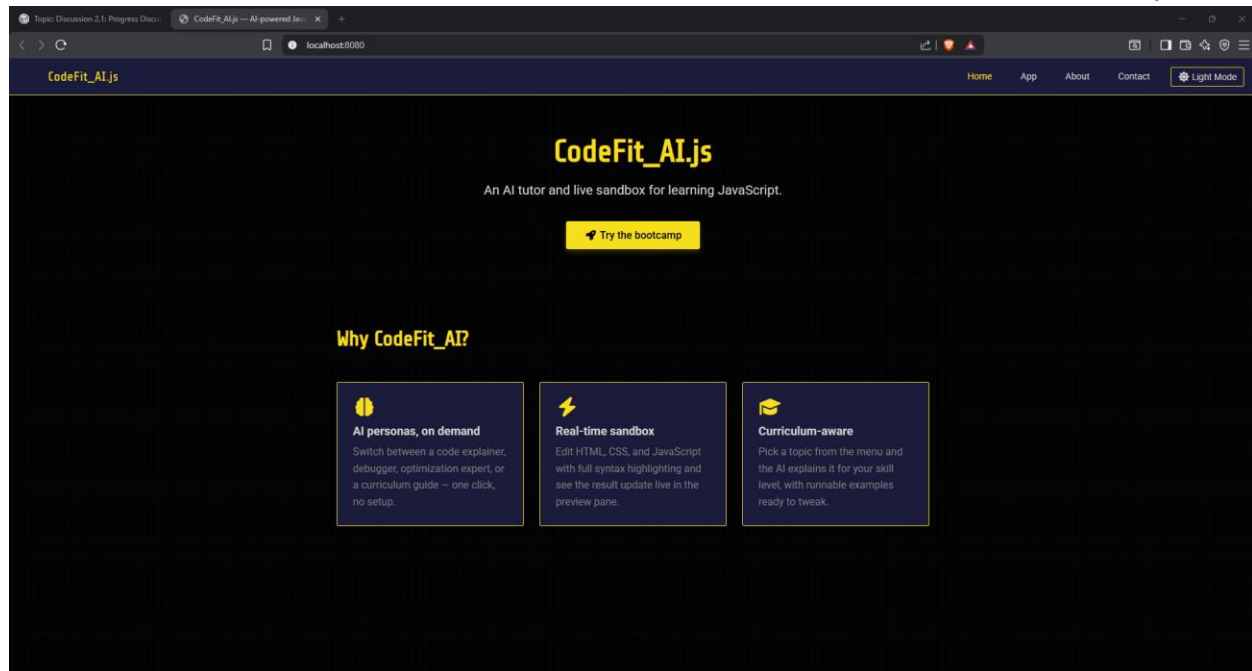 Topic: Discussion 2.1: Progress Discu
CodeFit_AI.js — AI-powered Jav
localhost:8080
CodeFit_AI.js
Home
App
About
Contact
Light Mode
CodeFit_AI.js
An AI tutor and live sandbox for learning JavaScript.
Try the bootcamp
Why CodeFit_AI?
AI personas, on demand
Switch between a code explainer,
debugger, optimization expert, or
a curriculum guide — one click,
no setup.
Real-time sandbox
Edit HTML, CSS, and JavaScript
with full syntax highlighting and
see the result update live in the
preview pane.
Curriculum-aware
Pick a topic from the menu and
the AI explains it for your skill
level, with runnable examples
ready to tweak.